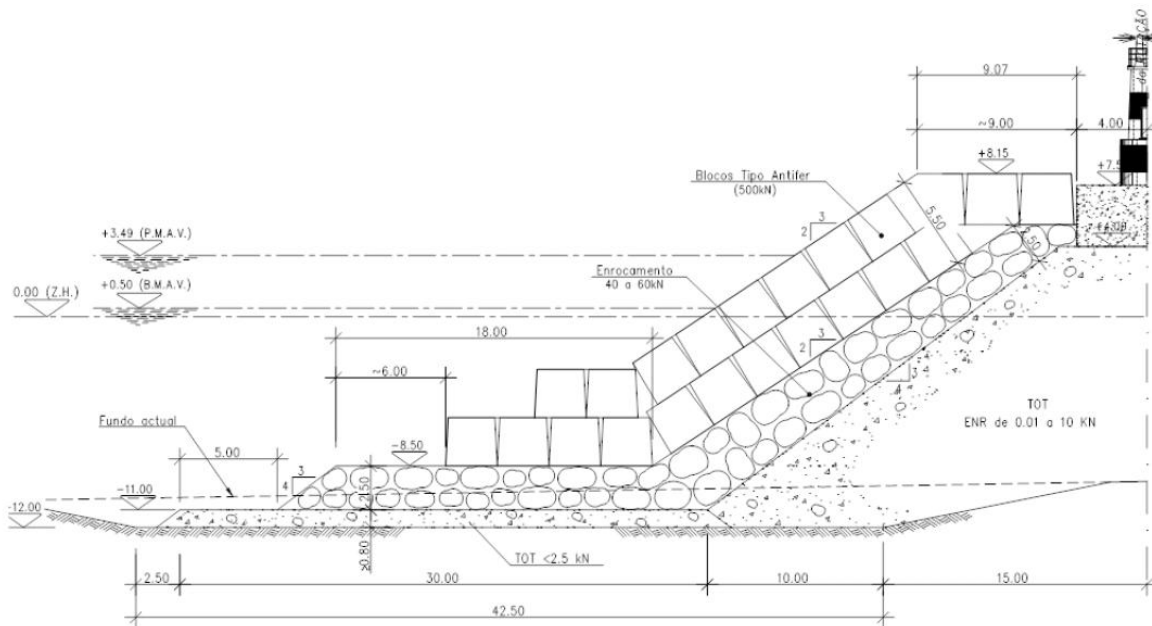 9.07
~9.00
4.00
+8.15
+7.5
Blocos Tipo Antifer
(500kN)
3
2
5.50
2.50
+3.49 (P.M.A.V.)
Enrocamento
40 a 60kN
+0.50 (B.M.A.V.)
0.00 (Z.H.)
18.00
3
2
~6.00
3
4
TOT
ENR de 0.01 a 10 KN
Fundo actual
-8.50
5.00
3
4
2.50
-11.00
-12.00
≥0.80
TOT <2.5 kN
2.50
30.00
10.00
15.00
42.50